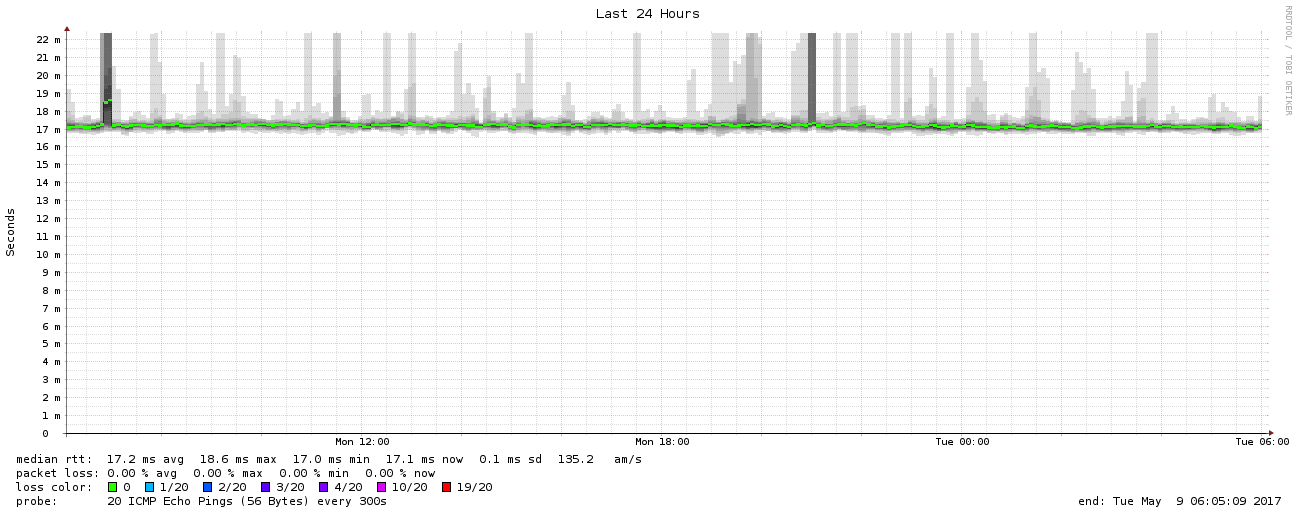 Last 24 Hours
RRDTOOL / TOBI OETIKER
Seconds
22 m
21 m
20 m
19 m
18 m
17 m
16 m
15 m
14 m
13 m
12 m
11 m
10 m
9 m
8 m
7 m
6 m
5 m
4 m
3 m
2 m
1 m
0
Mon 12:00 Mon 18:00 Tue 00:00 Tue 06:00
median rtt: 17.2 ms avg 18.6 ms max 17.0 ms min 17.1 ms now 0.1 ms sd 135.2 am/s
packet loss: 0.00 % avg 0.00 % max 0.00 % min 0.00 % now
loss color: 0 1/20 2/20 3/20 4/20 10/20 19/20
probe: 20 ICMP Echo Pings (56 Bytes) every 300s end: Tue May 9 06:05:09 2017